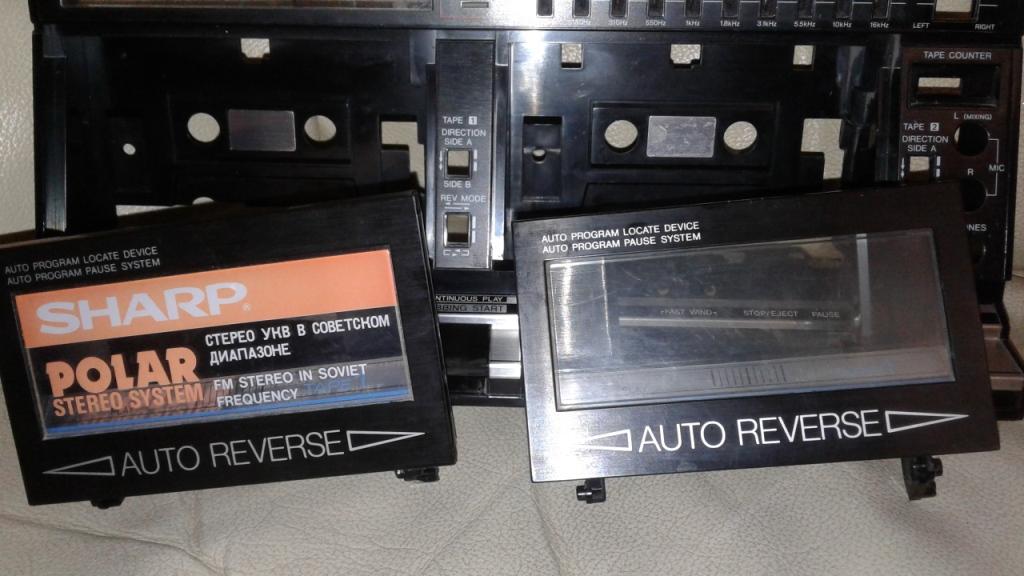 310Hz
550Hz
1kHz
1.8kHz
3.1kHz
5.5kHz
10kHz
16kHz
LEFT
RIGHT
TAPE COUNTER
L (MIXING)
TAPE 2
DIRECTION
SIDE A
MIC
R
TAPE 1
DIRECTION
SIDE A
SIDE B
REV MODE
AUTO PROGRAM LOCATE DEVICE
AUTO PROGRAM PAUSE SYSTEM
SHARP®
POLAR
STEREO SYSTEM
СТЕРЕО УКВ В СОВЕТСКОМ
ДИАПАЗОНЕ
FM STEREO IN SOVIET
FREQUENCY
AUTO REVERSE
NTINUOUS PLAY
START
AUTO PROGRAM LOCATE DEVICE
AUTO PROGRAM PAUSE SYSTEM
FAST WIND
STOP/EJECT
PAUSE
AUTO REVERSE